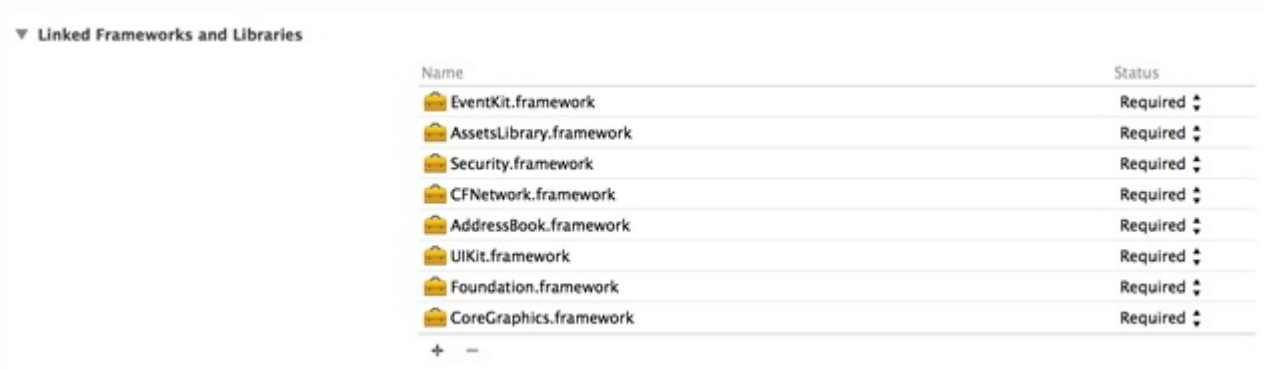 Linked Frameworks and Libraries
Name Status
EventKit.framework Required
AssetsLibrary.framework Required
Security.framework Required
CFNetwork.framework Required
AddressBook.framework Required
UIKit.framework Required
Foundation.framework Required
CoreGraphics.framework Required
+ −